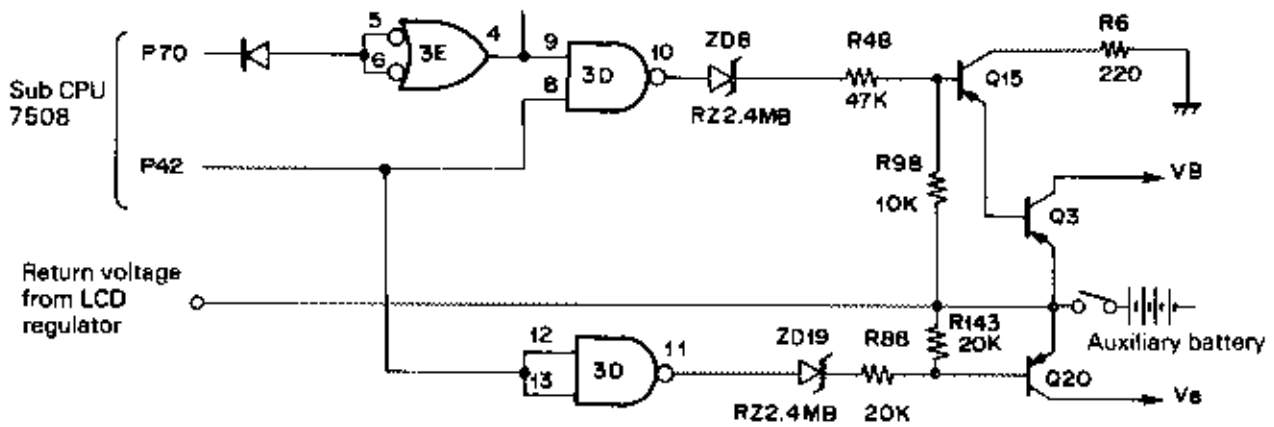 Sub CPU
7508
P70
P42
5
6
3E
4
9
8
3D
10
ZD8
RZ2.4MB
R48
47K
Q15
R6
220
R98
10K
VB
Q3
Return voltage
from LCD
regulator
12
13
3D
11
ZD19
RZ2.4MB
R88
20K
R143
20K
Auxiliary battery
Q20